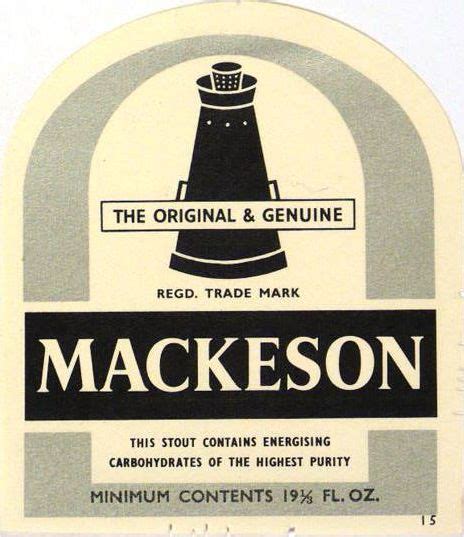 THE ORIGINAL & GENUINE
REGD. TRADE MARK
MACKESON
THIS STOUT CONTAINS ENERGISING
CARBOHYDRATES OF THE HIGHEST PURITY
MINIMUM CONTENTS 19⅓ FL. OZ.
15